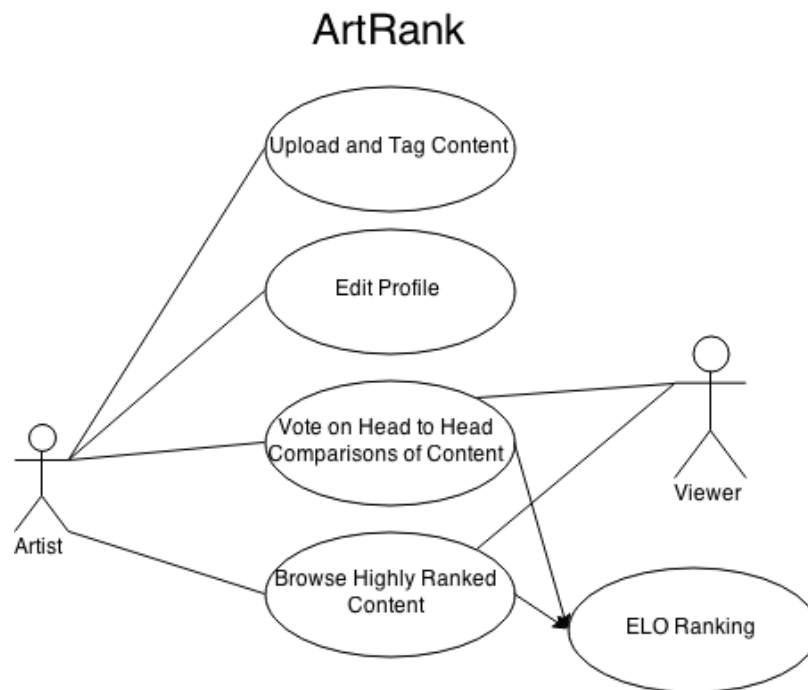 ArtRank
Upload and Tag Content
Edit Profile
Vote on Head to Head
Comparisons of Content
Viewer
Artist
Browse Highly Ranked
Content
ELO Ranking